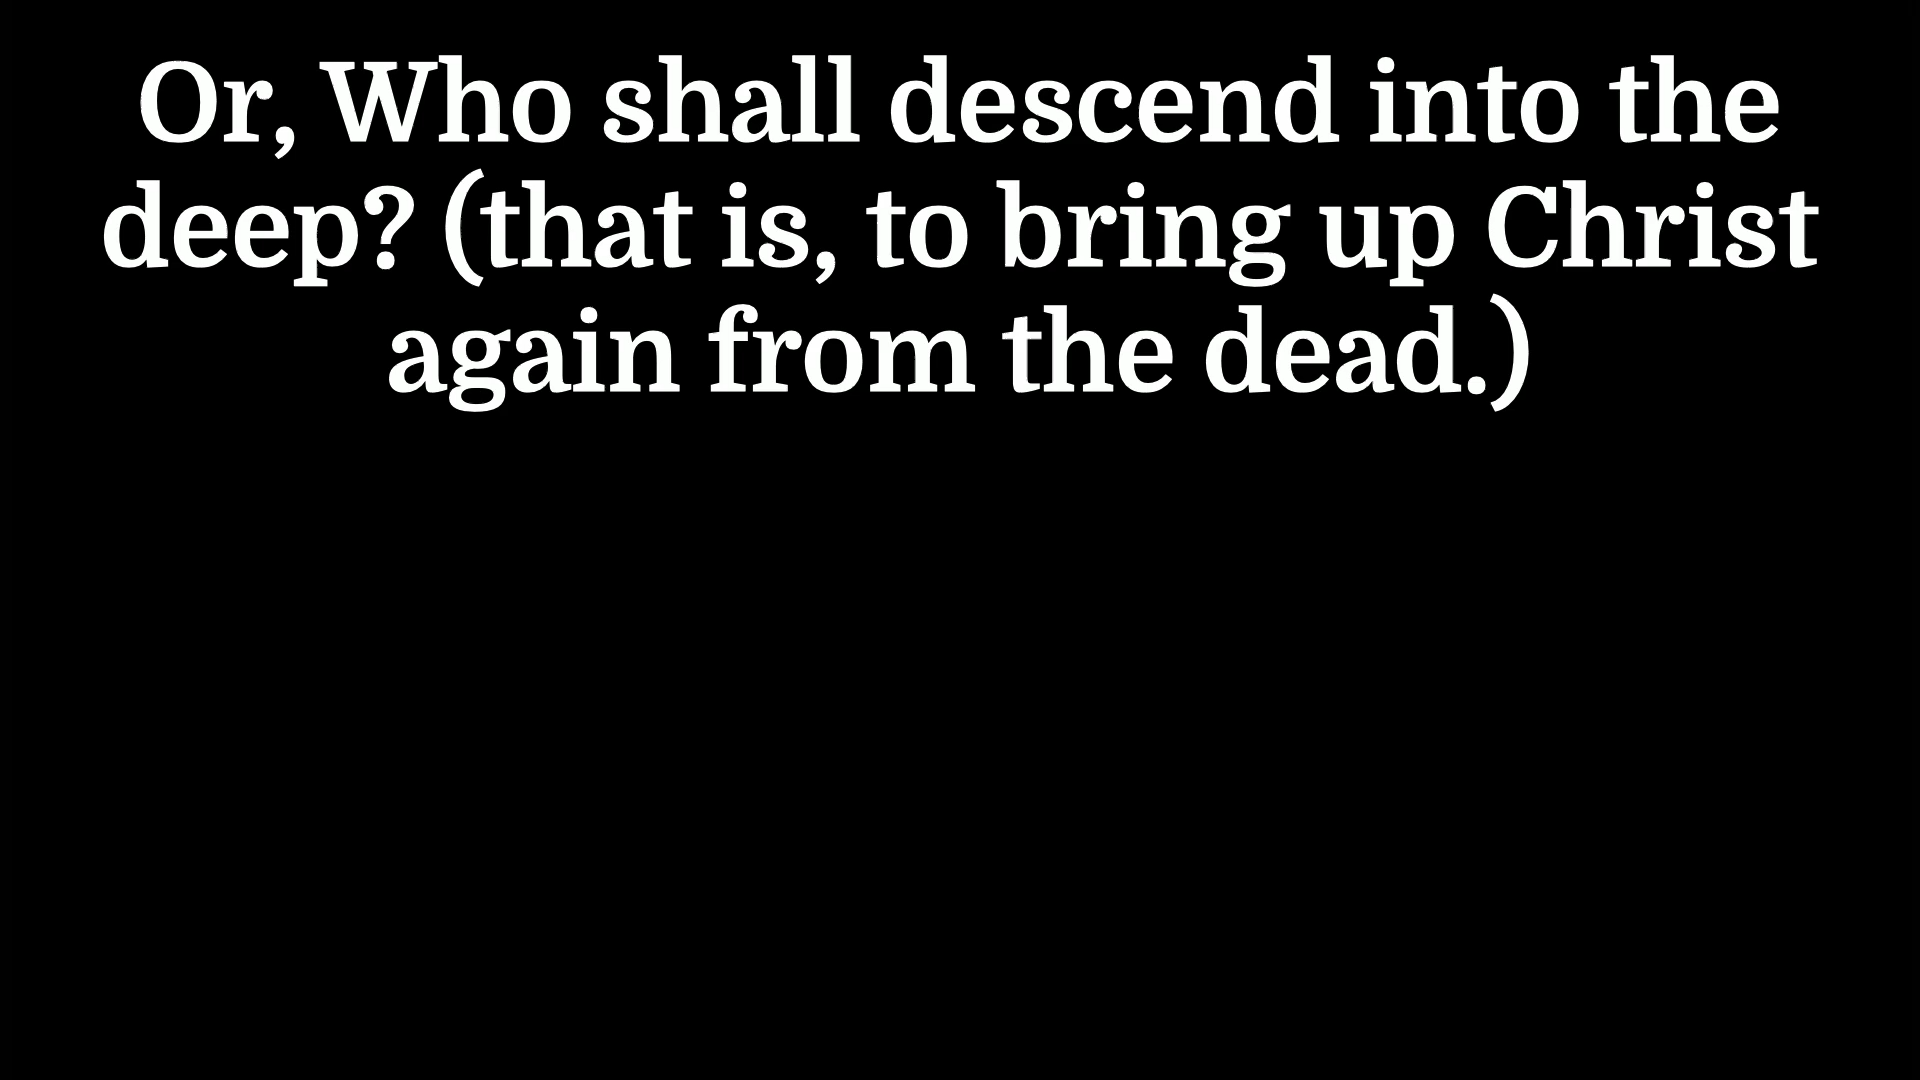 Or, Who shall descend into the
deep? (that is, to bring up Christ
again from the dead.)